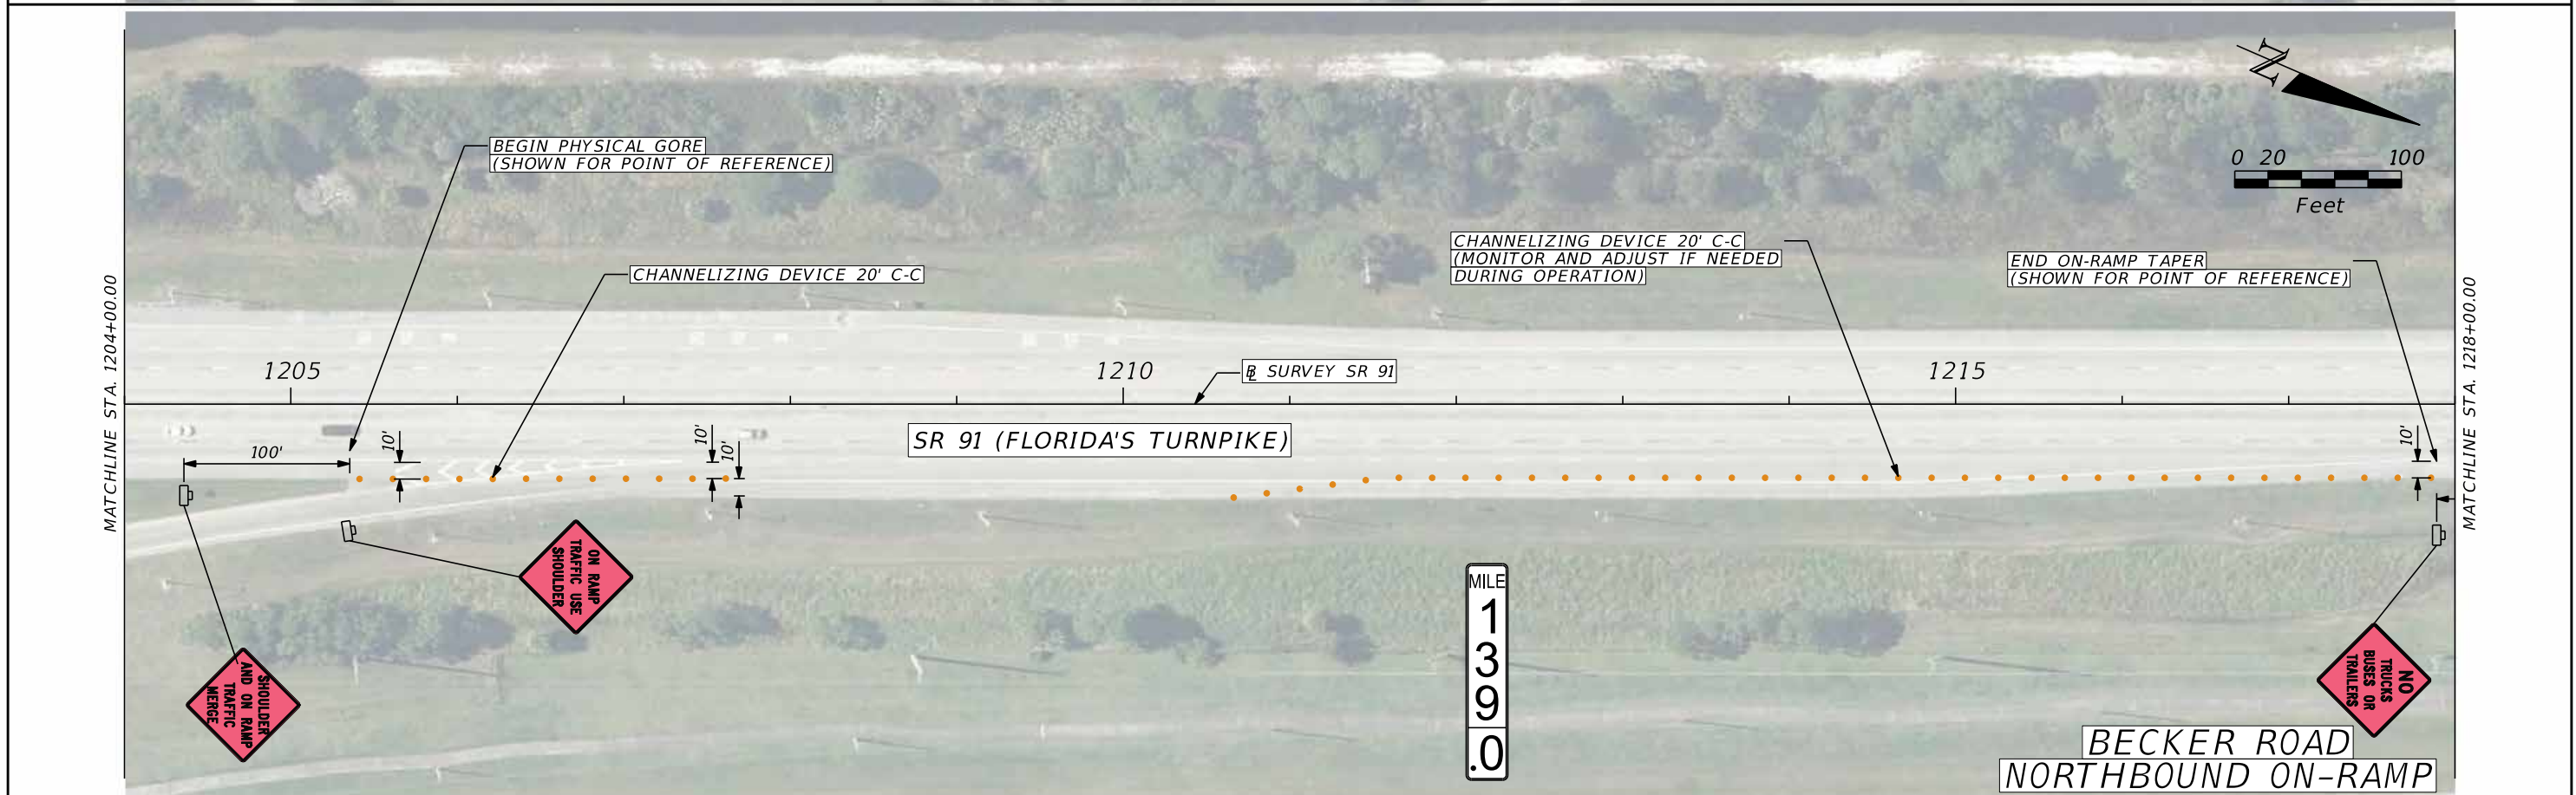 N
0 20 100
Feet
BEGIN PHYSICAL GORE
(SHOWN FOR POINT OF REFERENCE)
CHANNELIZING DEVICE 20' C-C
CHANNELIZING DEVICE 20' C-C
(MONITOR AND ADJUST IF NEEDED
DURING OPERATION)
END ON-RAMP TAPER
(SHOWN FOR POINT OF REFERENCE)
MATCHLINE STA. 1204+00.00
MATCHLINE STA. 1218+00.00
1205
1210
1215
℄ SURVEY SR 91
SR 91 (FLORIDA'S TURNPIKE)
100'
10'
10'
10'
10'
ON RAMP
TRAFFIC USE
SHOULDER
SHOULDER
AND ON RAMP
TRAFFIC
MERGE
MILE
1
3
9
.0
NO
TRUCKS
BUSES OR
TRAILERS
BECKER ROAD
NORTHBOUND ON-RAMP